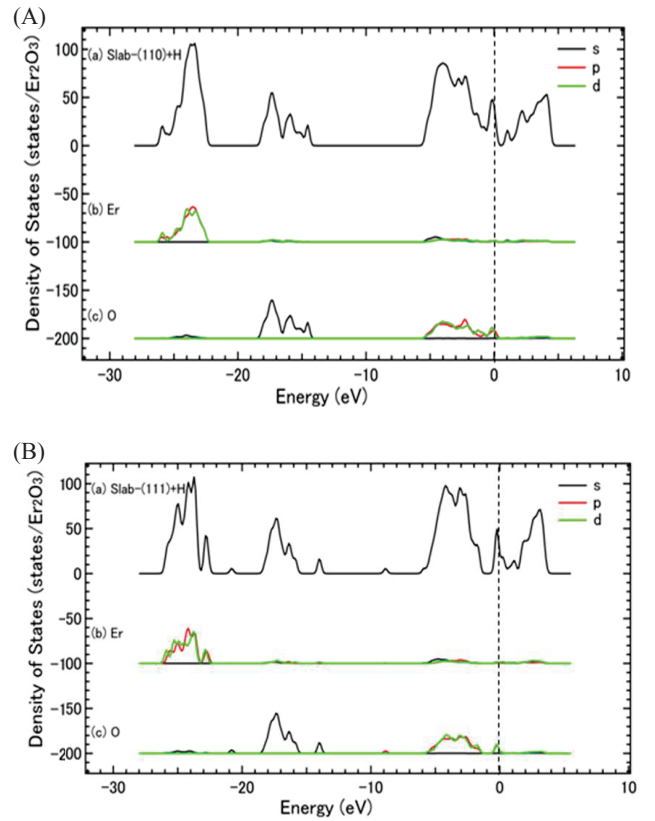 (A)
(a) Slab-(110)+H
s
p
d
100
50
0
−50
−100
−150
−200
(b) Er
(c) O
Density of States (states/Er₂O₃)
−30
−20
−10
0
10
Energy (eV)
(B)
(a) Slab-(111)+H
s
p
d
100
50
0
−50
−100
−150
−200
(b) Er
(c) O
Density of States (states/Er₂O₃)
−30
−20
−10
0
10
Energy (eV)